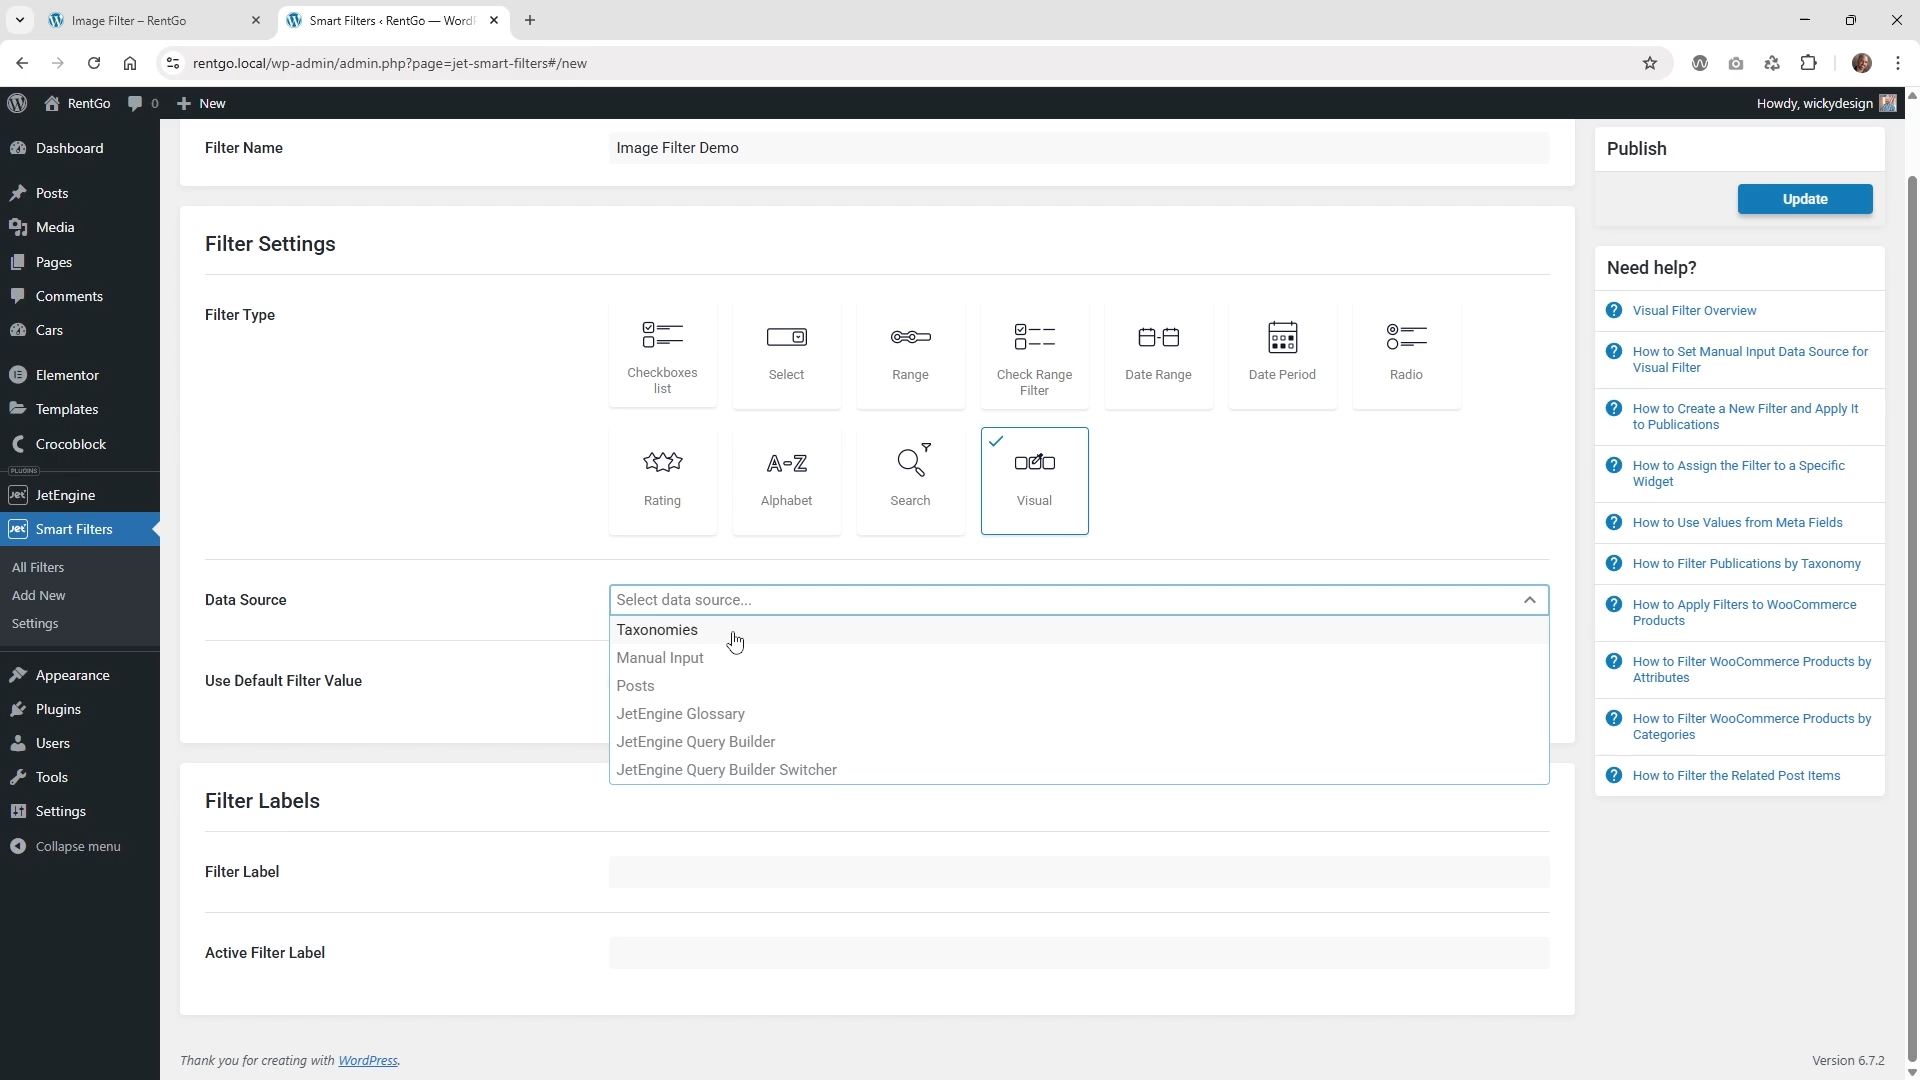 Image Filter – RentGo
Smart Filters ‹ RentGo — WordP
rentgo.local/wp-admin/admin.php?page=jet-smart-filters#/new
RentGo
0
New
Howdy, wickydesign
Dashboard
Posts
Media
Pages
Comments
Cars
Elementor
Templates
Crocoblock
PLUGINS
Jet
JetEngine
Jet
Smart Filters
All Filters
Add New
Settings
Appearance
Plugins
Users
Tools
Settings
Collapse menu
Filter Name
Image Filter Demo
Filter Settings
Filter Type
Checkboxes
list
Select
Range
Check Range
Filter
Date Range
Date Period
Radio
Rating
A-Z
Alphabet
Search
Visual
Data Source
Select data source...
Taxonomies
Manual Input
Posts
JetEngine Glossary
JetEngine Query Builder
JetEngine Query Builder Switcher
Use Default Filter Value
Filter Labels
Filter Label
Active Filter Label
Publish
Update
Need help?
Visual Filter Overview
How to Set Manual Input Data Source for
Visual Filter
How to Create a New Filter and Apply It
to Publications
How to Assign the Filter to a Specific
Widget
How to Use Values from Meta Fields
How to Filter Publications by Taxonomy
How to Apply Filters to WooCommerce
Products
How to Filter WooCommerce Products by
Attributes
How to Filter WooCommerce Products by
Categories
How to Filter the Related Post Items
Thank you for creating with WordPress.
Version 6.7.2